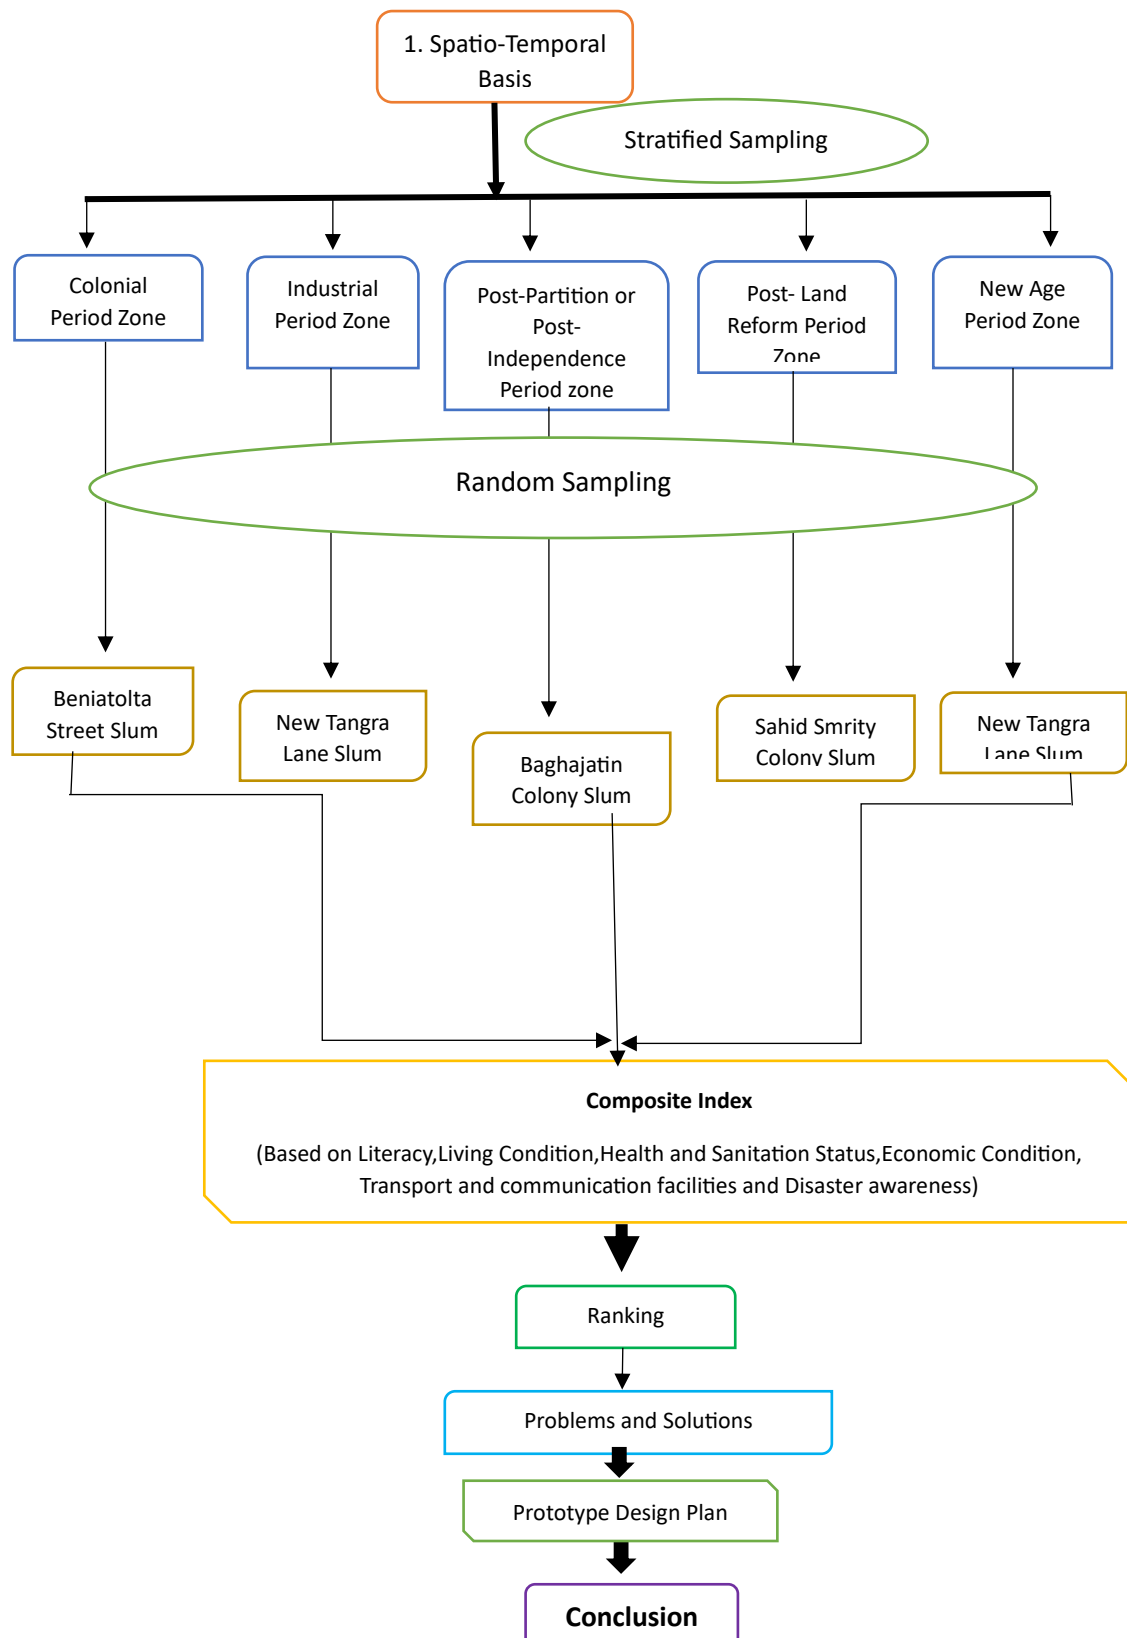 1. Spatio-Temporal
Basis
Stratified Sampling
Colonial
Period Zone
Industrial
Period Zone
Post-Partition or
Post-
Independence
Period zone
Post- Land
Reform Period
Zone
New Age
Period Zone
Random Sampling
Beniatolta
Street Slum
New Tangra
Lane Slum
Baghajatin
Colony Slum
Sahid Smrity
Colony Slum
New Tangra
Lane Slum
Composite Index
(Based on Literacy,Living Condition,Health and Sanitation Status,Economic Condition,
Transport and communication facilities and Disaster awareness)
Ranking
Problems and Solutions
Prototype Design Plan
Conclusion